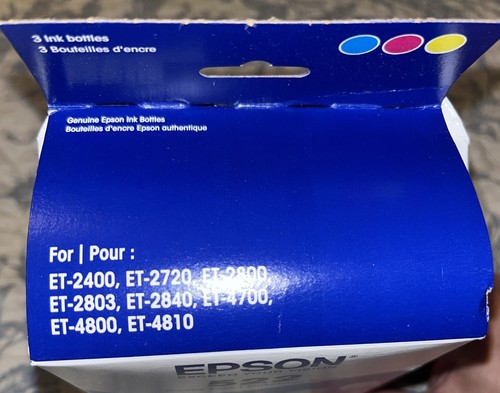 3 Ink bottles
3 Bouteilles d'encre
Genuine Epson Ink Bottles
Bouteilles d'encre Epson authentique
For | Pour :
ET-2400, ET-2720, ET-2800,
ET-2803, ET-2840, ET-4700,
ET-4800, ET-4810
EPSON®